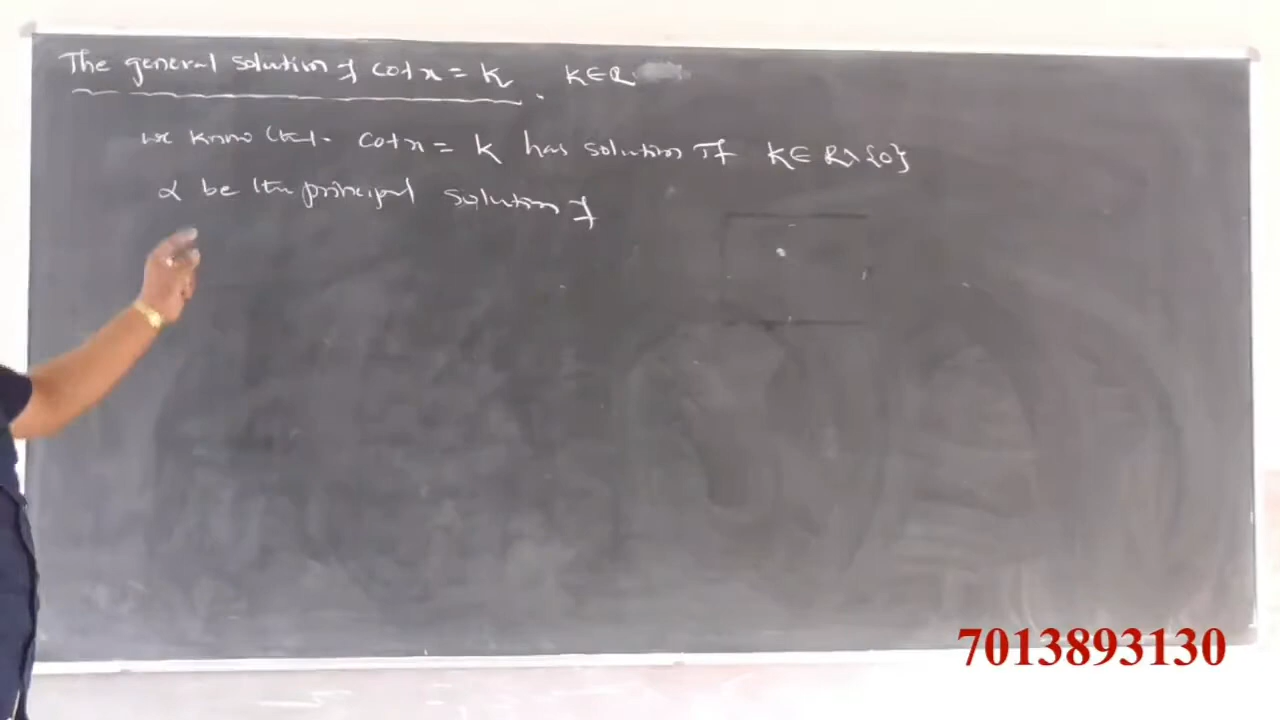 The general solution of cot x = k, k∈R
we know that cot x = k has solution If k∈R\{0}
α be the principal solution of
7013893130